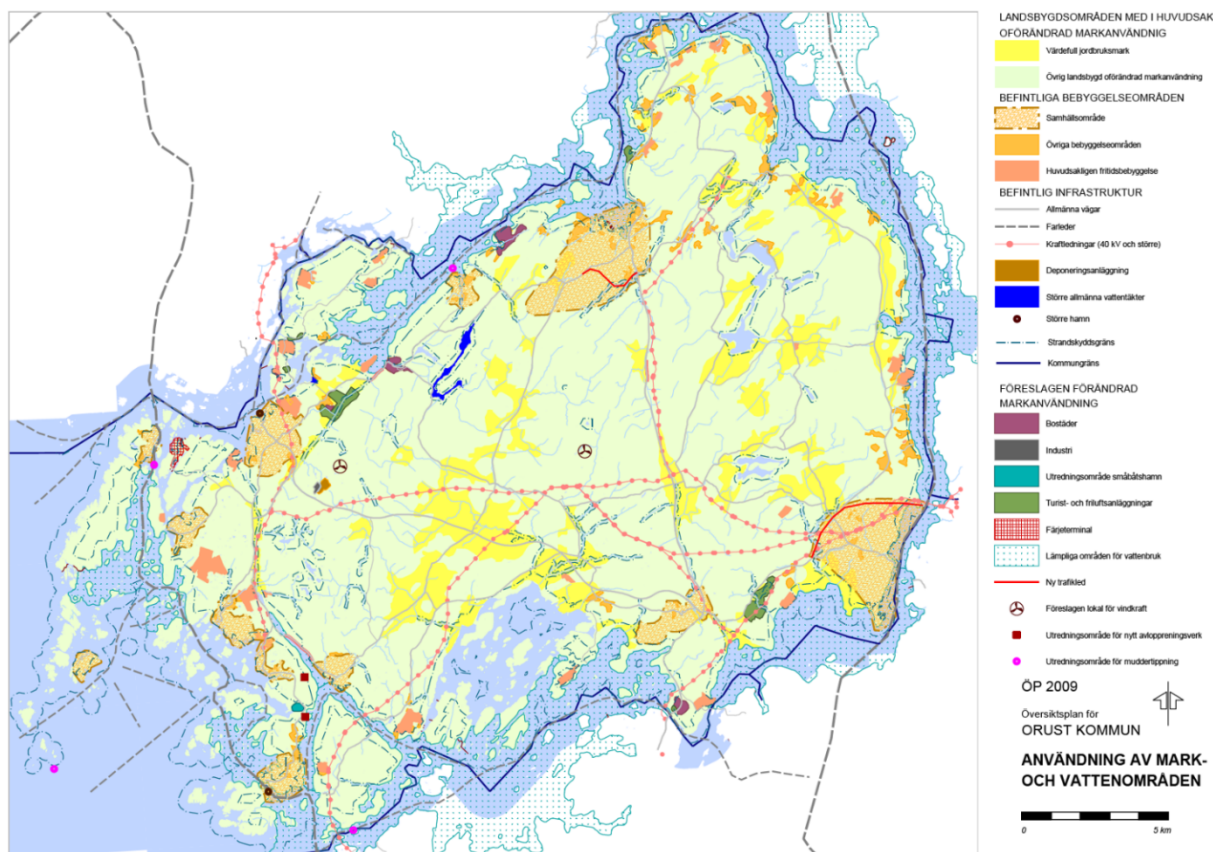 LANDSBYGDSOMRÅDEN MED I HUVUDSAK
OFÖRÄNDRAD MARKANVÄDNIG
Värdefull jordbruksmark
Övrig landsbygd oförändrad markanvändning
BEFINTLIGA BEBYGGELSEOMRÅDEN
Samhällsområde
Övriga bebyggelseområden
Huvudsakligen fritidsbebyggelse
BEFINTLIG INFRASTRUKTUR
Allmänna vägar
Farleder
Kraftledningar (40 kV och större)
Deponeringsanläggning
Större allmänna vattentäkter
Större hamn
Strandskyddsgräns
Kommungräns
FÖRESLAGEN FÖRÄNDRAD
MARKANVÄNDNING
Bostäder
Industri
Utredningsområde småbåtshamn
Turist- och friluftsanläggningar
Färjeterminal
Lämpliga områden för vattenbruk
Ny trafikled
Föreslagen lokal för vindkraft
Utredningsområde för nytt avloppreningsverk
Utredningsområde för muddertippning
ÖP 2009
Översiktsplan för
ORUST KOMMUN
ANVÄNDNING AV MARK-
OCH VATTENOMRÅDEN
0 5 km